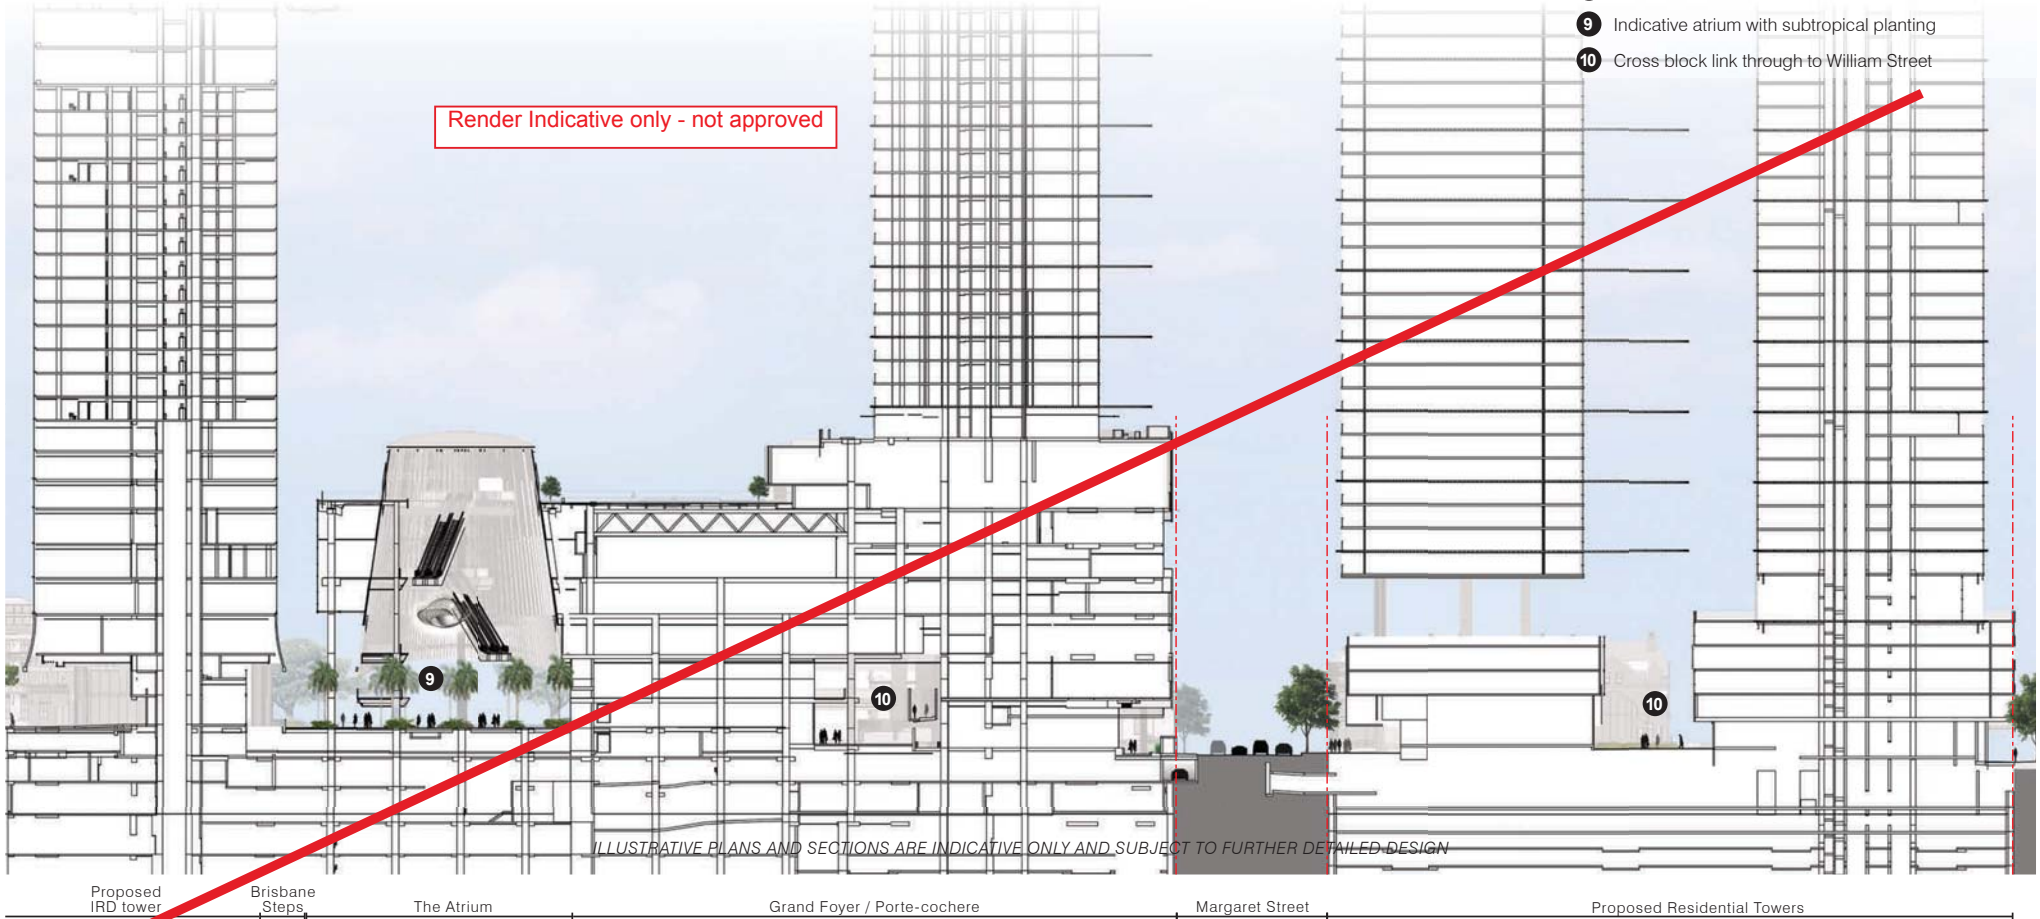 9 Indicative atrium with subtropical planting
10 Cross block link through to William Street
Render Indicative only - not approved
9
10
10
ILLUSTRATIVE PLANS AND SECTIONS ARE INDICATIVE ONLY AND SUBJECT TO FURTHER DETAILED DESIGN
Proposed
IRD tower
Brisbane
Steps
The Atrium
Grand Foyer / Porte-cochere
Margaret Street
Proposed Residential Towers